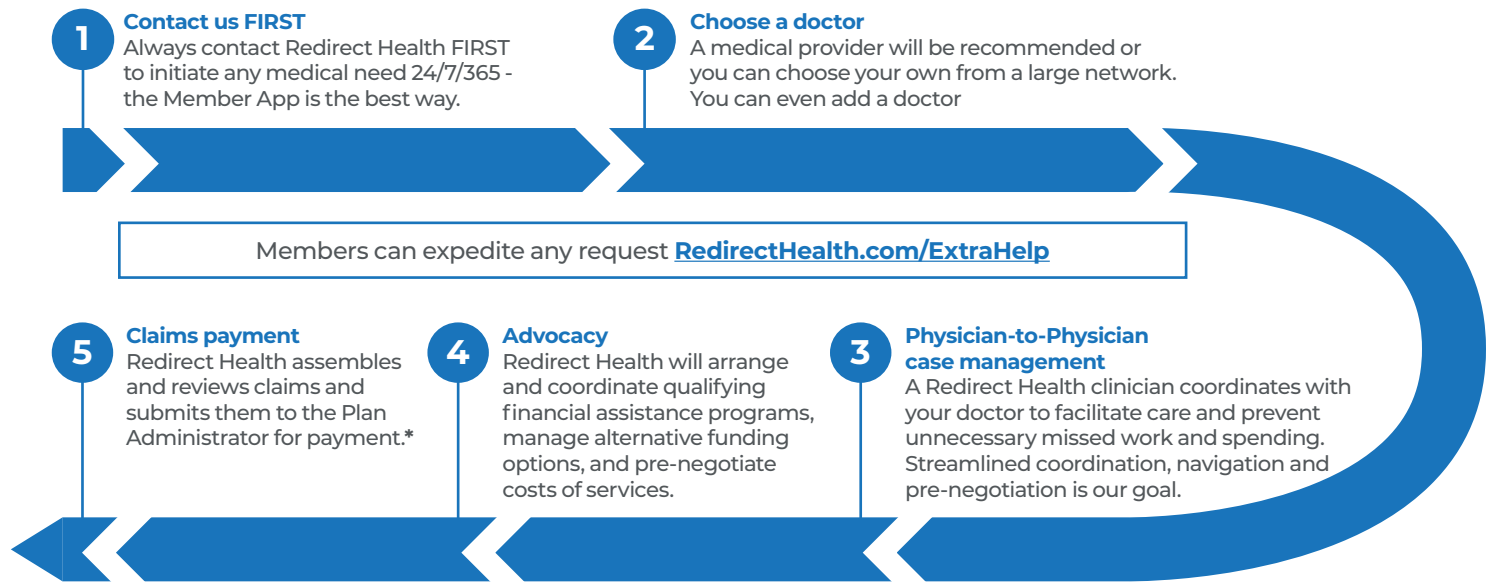 1
Contact us FIRST
Always contact Redirect Health FIRST
to initiate any medical need 24/7/365 -
the Member App is the best way.
2
Choose a doctor
A medical provider will be recommended or
you can choose your own from a large network.
You can even add a doctor
Members can expedite any request RedirectHealth.com/ExtraHelp
3
Physician-to-Physician
case management
A Redirect Health clinician coordinates with
your doctor to facilitate care and prevent
unnecessary missed work and spending.
Streamlined coordination, navigation and
pre-negotiation is our goal.
4
Advocacy
Redirect Health will arrange
and coordinate qualifying
financial assistance programs,
manage alternative funding
options, and pre-negotiate
costs of services.
5
Claims payment
Redirect Health assembles
and reviews claims and
submits them to the Plan
Administrator for payment.*